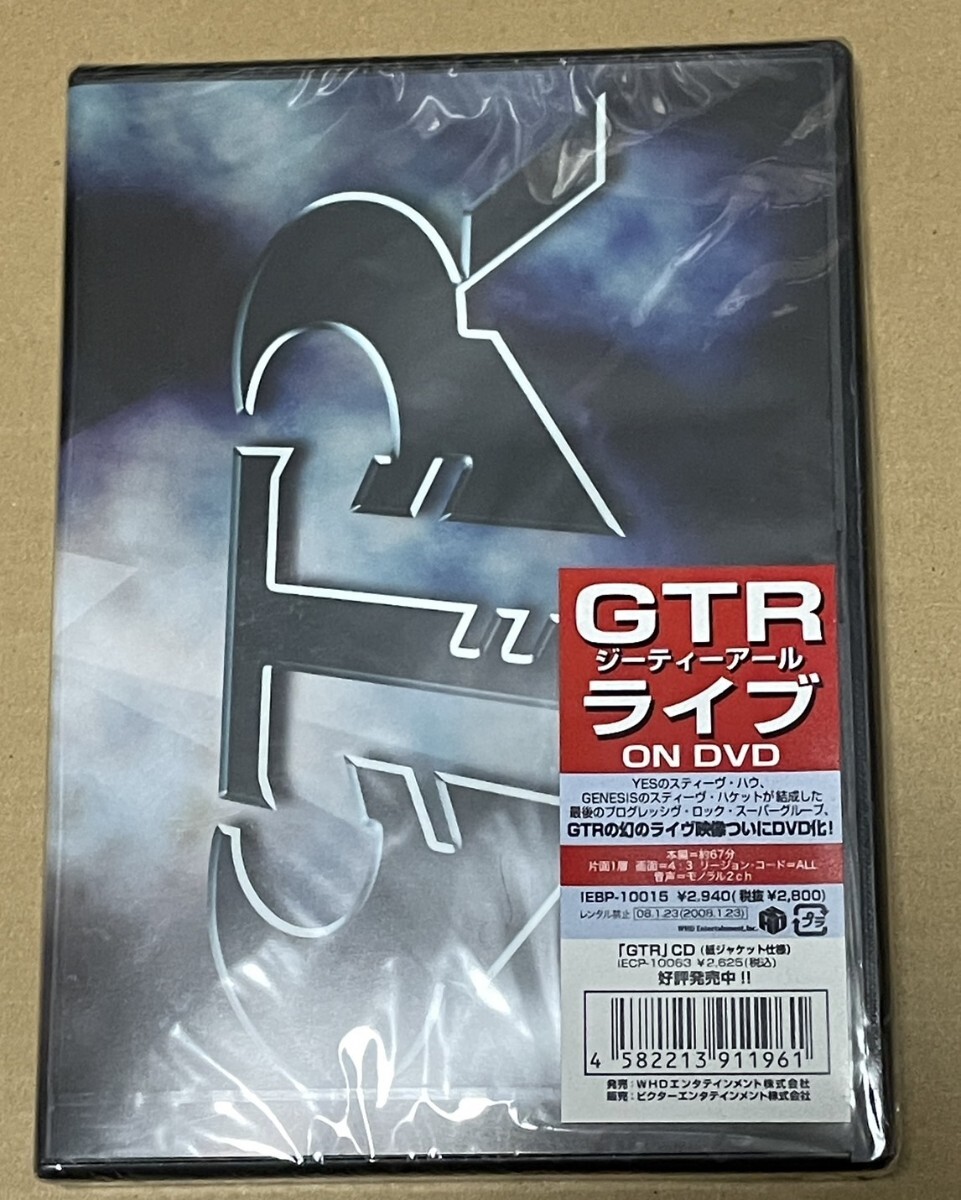 GTR
ジーティーアール
ライブ
ON DVD
YESのスティーヴ・ハウ、
GENESISのスティーヴ・ハケットが結成した
最後のプログレッシヴ・ロック・スーパーグループ、
GTRの幻のライヴ映像ついにDVD化!
本編=約67分
片面1層 画面=4:3 リージョン・コード=ALL
音声=モノラル2ch
IEBP-10015 ¥2,940(税抜¥2,800)
レンタル禁止 08.1.23(2008.1.23)
WHD Entertainment, Inc.
プラ
「GTR」CD (紙ジャケット仕様)
IECP-10063 ¥2,625(税込)
好評発売中!!
4 582213 911961
発売:WHDエンタテインメント株式会社
販売:ビクターエンタテインメント株式会社